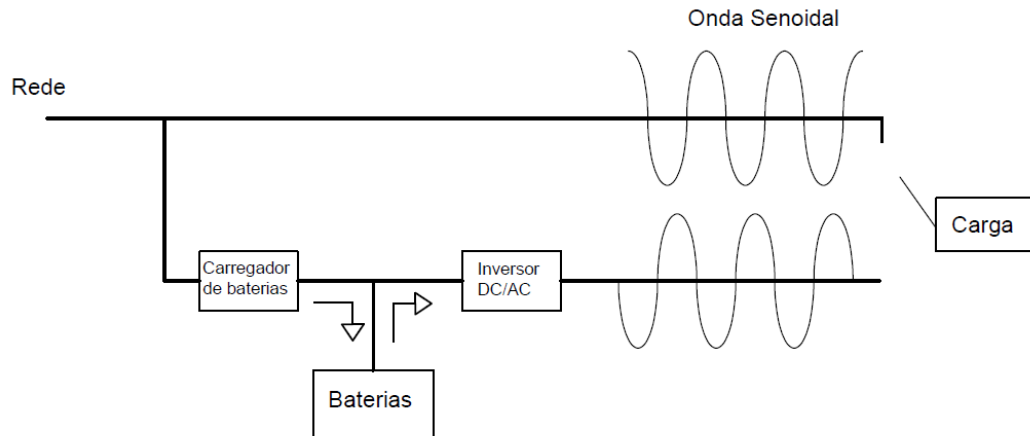 Onda Senoidal
Rede
Carga
Carregador
de baterias
Inversor
DC/AC
Baterias